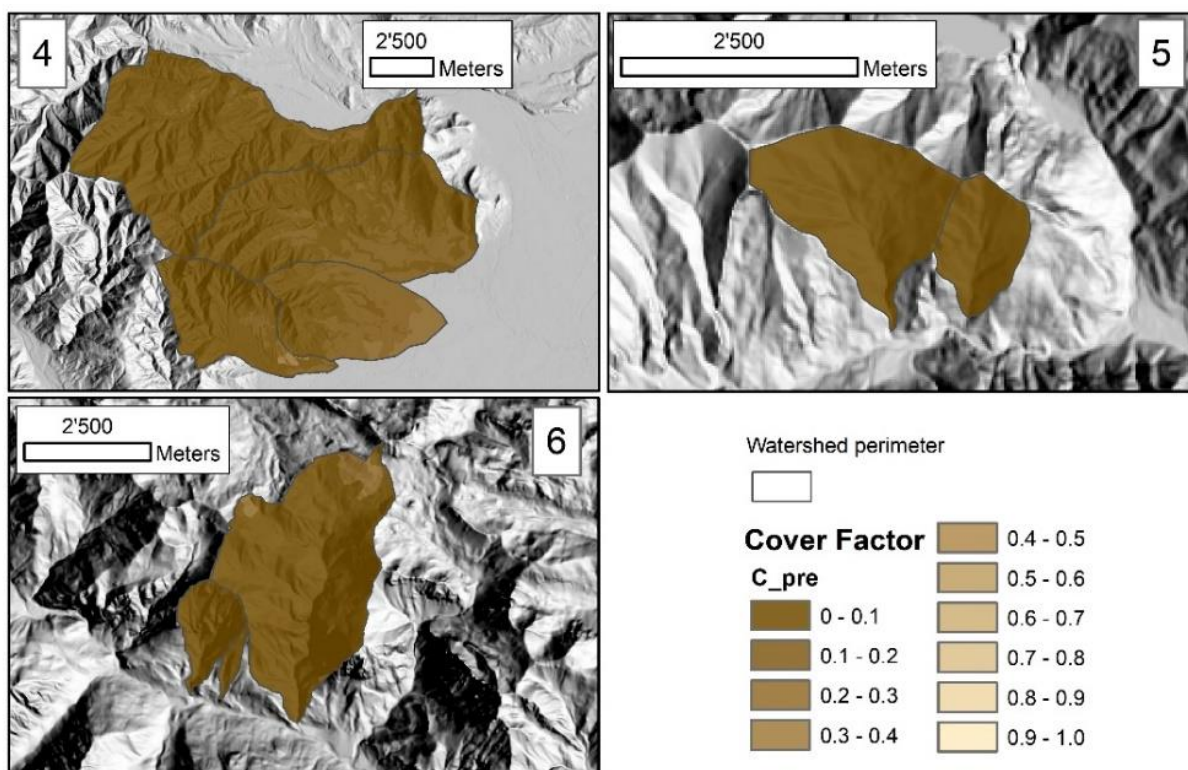 4
2'500
Meters
2'500
Meters
5
2'500
Meters
6
Watershed perimeter
Cover Factor
C_pre
0 - 0.1
0.1 - 0.2
0.2 - 0.3
0.3 - 0.4
0.4 - 0.5
0.5 - 0.6
0.6 - 0.7
0.7 - 0.8
0.8 - 0.9
0.9 - 1.0